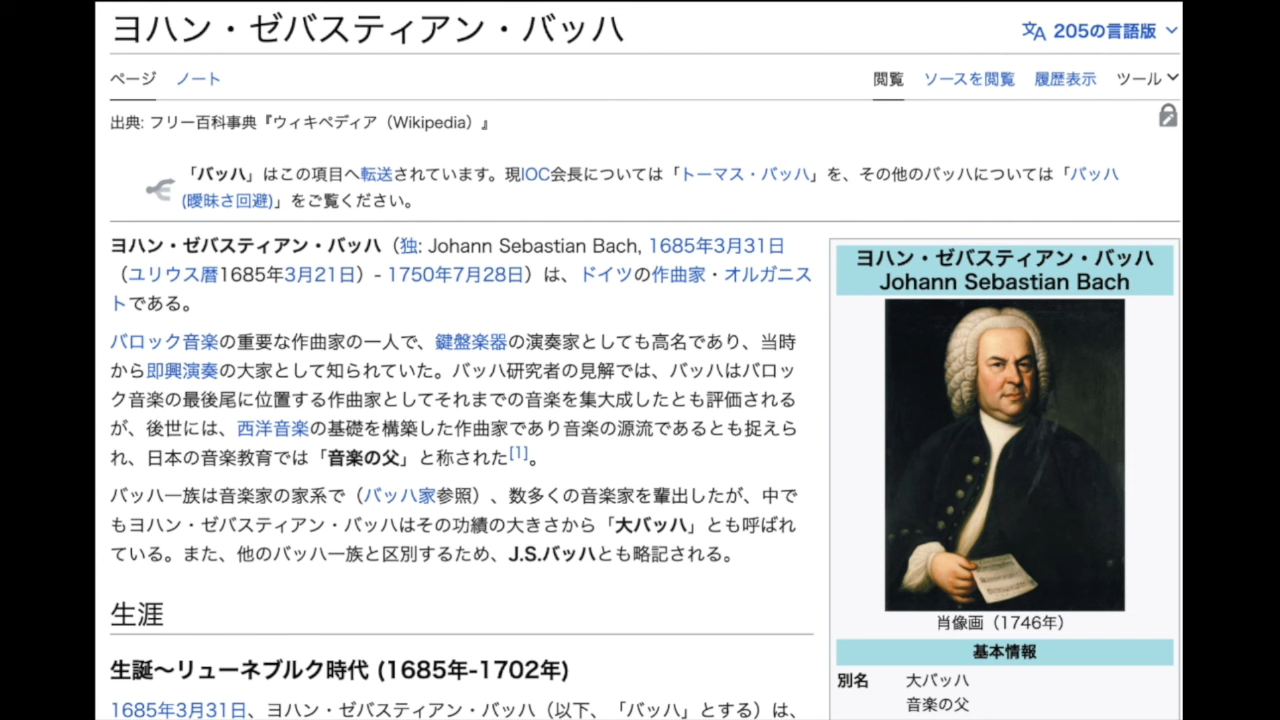 ヨハン・ゼバスティアン・バッハ
205の言語版
ページ ノート 閲覧 ソースを閲覧 履歴表示 ツール
出典: フリー百科事典『ウィキペディア（Wikipedia）』
「バッハ」はこの項目へ転送されています。現IOC会長については「トーマス・バッハ」を、その他のバッハについては「バッハ
(曖昧さ回避)」をご覧ください。
ヨハン・ゼバスティアン・バッハ（独: Johann Sebastian Bach, 1685年3月31日
（ユリウス暦1685年3月21日）- 1750年7月28日）は、ドイツの作曲家・オルガニス
トである。
バロック音楽の重要な作曲家の一人で、鍵盤楽器の演奏家としても高名であり、当時
から即興演奏の大家として知られていた。バッハ研究者の見解では、バッハはバロッ
ク音楽の最後尾に位置する作曲家としてそれまでの音楽を集大成したとも評価される
が、後世には、西洋音楽の基礎を構築した作曲家であり音楽の源流であるとも捉えら
れ、日本の音楽教育では「音楽の父」と称された[1]。
バッハ一族は音楽家の家系で（バッハ家参照）、数多くの音楽家を輩出したが、中で
もヨハン・ゼバスティアン・バッハはその功績の大きさから「大バッハ」とも呼ばれ
ている。また、他のバッハ一族と区別するため、J.S.バッハとも略記される。
生涯
生誕〜リューネブルク時代 (1685年-1702年)
1685年3月31日、ヨハン・ゼバスティアン・バッハ（以下、「バッハ」とする）は、
ヨハン・ゼバスティアン・バッハ
Johann Sebastian Bach
肖像画（1746年）
基本情報
別名 大バッハ
音楽の父